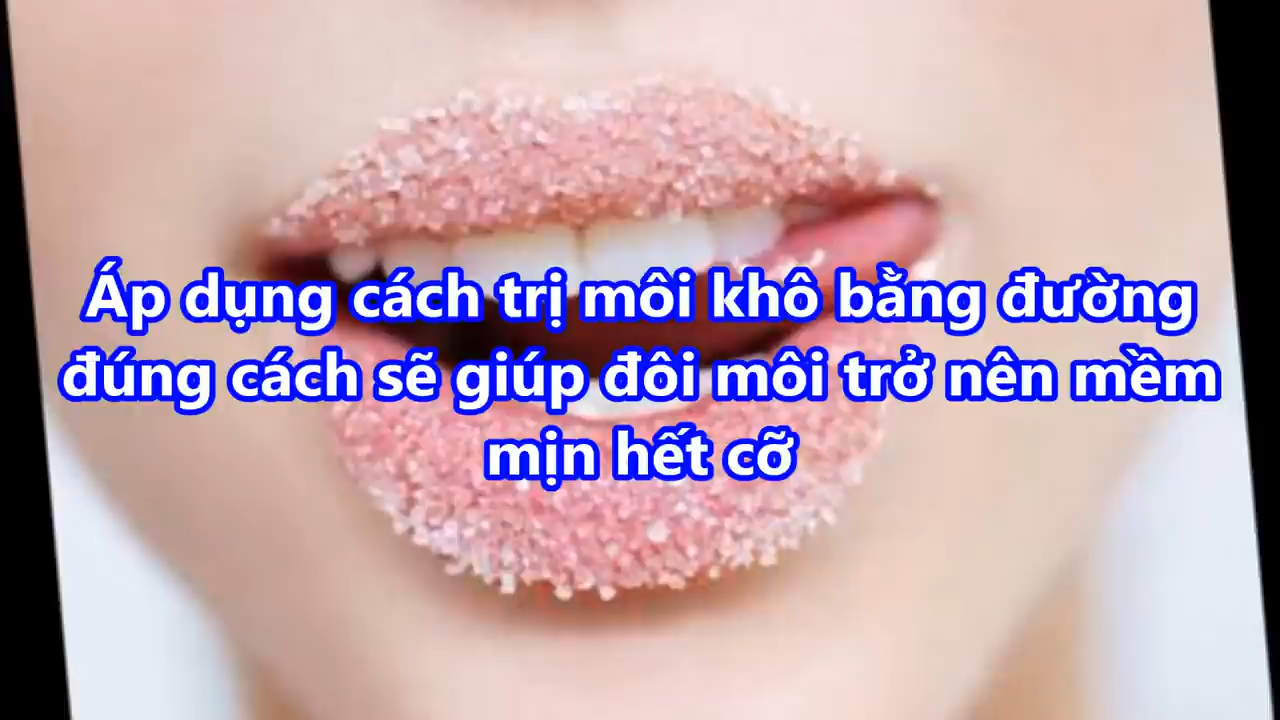 Áp dụng cách trị môi khô bằng đường
đúng cách sẽ giúp đôi môi trở nên mềm
mịn hết cỡ